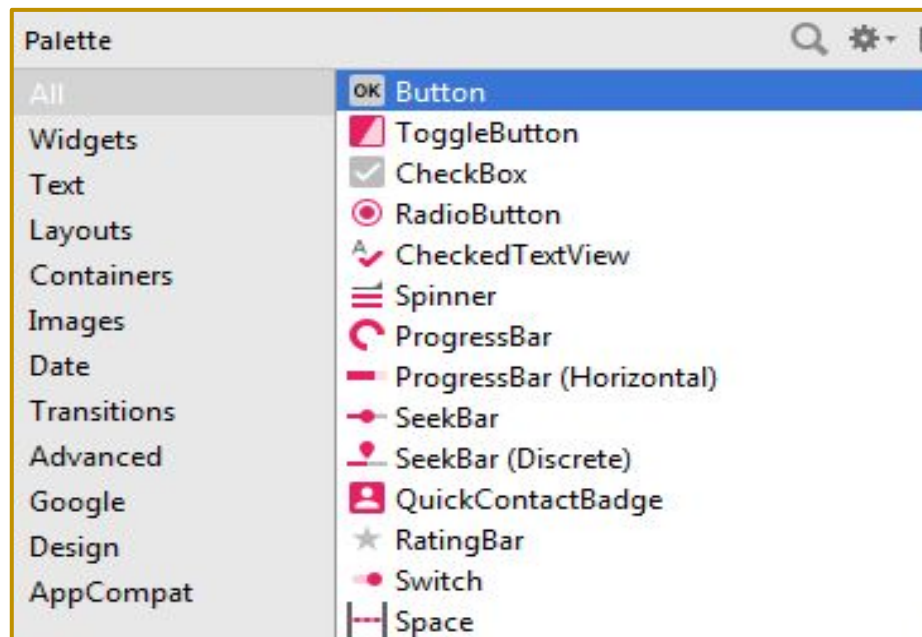 Palette
All
Widgets
Text
Layouts
Containers
Images
Date
Transitions
Advanced
Google
Design
AppCompat
OK Button
ToggleButton
CheckBox
RadioButton
A CheckedTextView
Spinner
ProgressBar
ProgressBar (Horizontal)
SeekBar
SeekBar (Discrete)
QuickContactBadge
RatingBar
Switch
Space